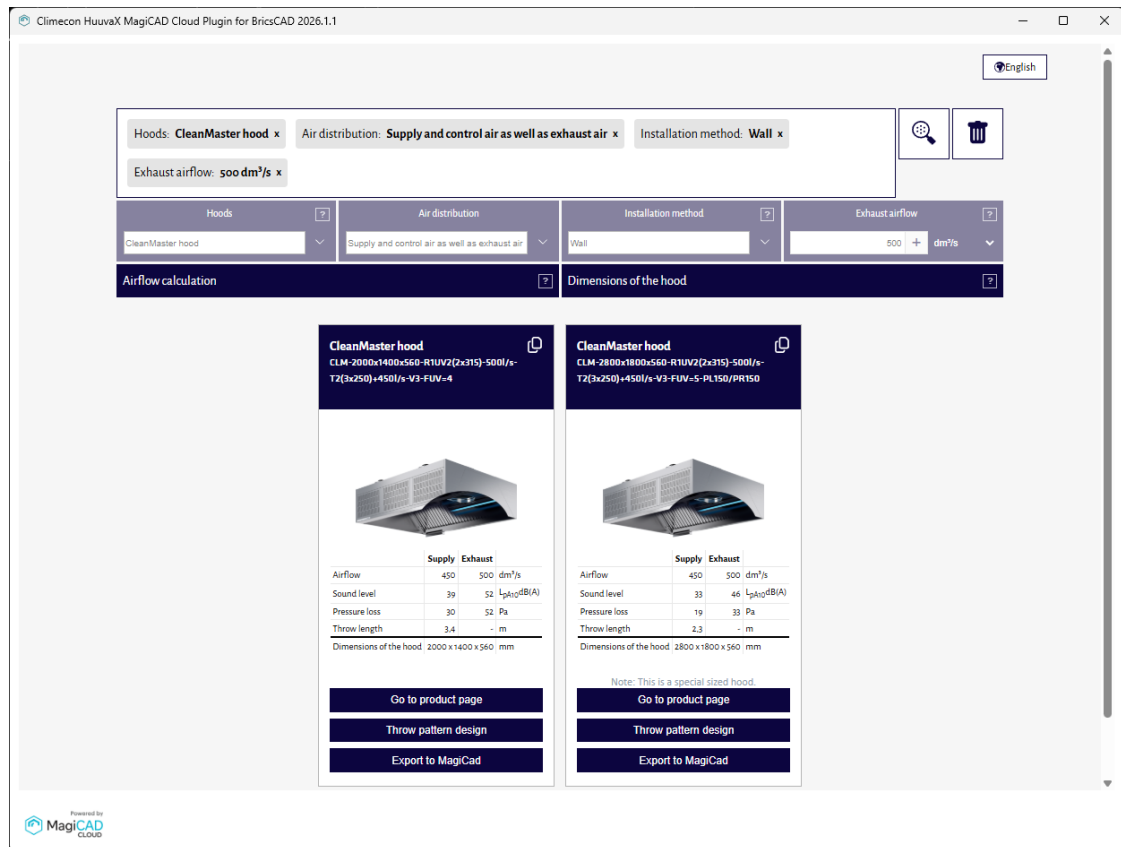 Climecon HuuvaX MagiCAD Cloud Plugin for BricsCAD 2026.1.1
English
Hoods: CleanMaster hood x Air distribution: Supply and control air as well as exhaust air x Installation method: Wall x
Exhaust airflow: 500 dm³/s x
Hoods ? Air distribution Installation method ? Exhaust airflow ?
CleanMaster hood Supply and control air as well as exhaust air Wall 500 + dm³/s
Airflow calculation ? Dimensions of the hood ?
CleanMaster hood
CLM-2000x1400x560-R1UV2(2x315)-500l/s-
T2(3x250)+450l/s-V3-FUV=4
Supply Exhaust
Airflow 450 500 dm³/s
Sound level 39 52 LpA10dB(A)
Pressure loss 30 52 Pa
Throw length 3,4 - m
Dimensions of the hood 2000 x 1400 x 560 mm
Go to product page
Throw pattern design
Export to MagiCad
CleanMaster hood
CLM-2800x1800x560-R1UV2(2x315)-500l/s-
T2(3x250)+450l/s-V3-FUV=5-PL150/PR150
Supply Exhaust
Airflow 450 500 dm³/s
Sound level 33 46 LpA10dB(A)
Pressure loss 19 33 Pa
Throw length 2,3 - m
Dimensions of the hood 2800 x 1800 x 560 mm
Note: This is a special sized hood.
Go to product page
Throw pattern design
Export to MagiCad
Powered by
MagiCAD
CLOUD